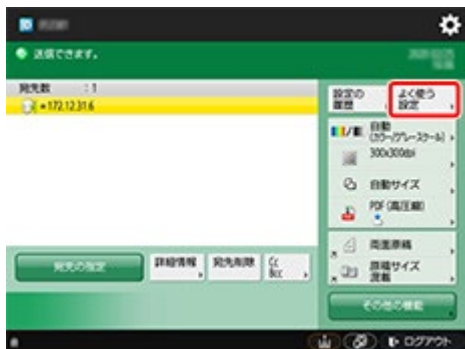 送信できます。
宛先数 :1
+172.12.31.6
設定の
履歴
よく使う
設定
自動
(カラー/グレースケール)
300x300dpi
自動サイズ
PDF(高圧縮)
両面原稿
原稿サイズ
混載
宛先の指定
詳細情報
宛先削除
Cc
Bcc
その他の機能
ログアウト